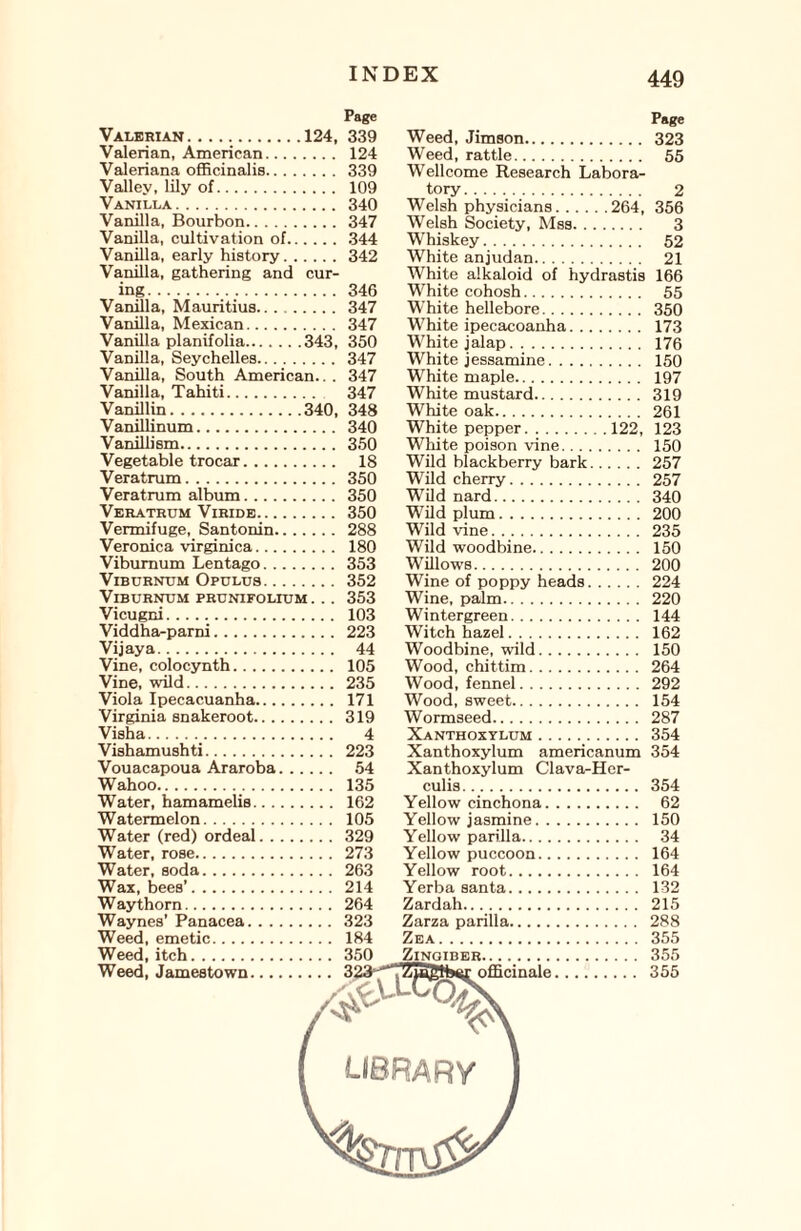 INDEX
449
Page
VALERIAN.............124, 339
Valerian, American........ 124
Valeriana officinalis........ 339
Valley, lily of.............. 109
VANILLA................... 340
Vanilla, Bourbon.......... 347
Vanilla, cultivation of...... 344
Vanilla, early history...... 342
Vanilla, gathering and cur-
ing...................... 346
Vanilla, Mauritius......... 347
Vanilla, Mexican.......... 347
Vanilla planifolia.......343, 350
Vanilla, Seychelles......... 347
Vanilla, South American... 347
Vanilla, Tahiti.......... 347
Vanillin...............340, 348
Vanillinum................ 340
Vanillism.................. 350
Vegetable trocar.......... 18
Veratrum................. 350
Veratrum album.......... 350
VERATRUM VIRIDE......... 350
Vermifuge, Santonin....... 288
Veronica virginica......... 180
Viburnum Lentago........ 353
VIBURNUM OPULUS........ 352
VIBURNUM PRUNIFOLIUM... 353
Vicugni................... 103
Viddha-parni.............. 223
Vijaya.................... 44
Vine, colocynth........... 105
Vine, wild................. 235
Viola Ipecacuanha......... 171
Virginia snakeroot......... 319
Visha..................... 4
Vishamushti............... 223
Vouacapoua Araroba...... 54
Wahoo.................... 135
Water, hamamelis......... 162
Watermelon............... 105
Water (red) ordeal........ 329
Water, rose................ 273
Water, soda............... 263
Wax, bees'................ 214
Waythorn................. 264
Waynes' Panacea.......... 323
Weed, emetic.............. 184
Weed, itch................ 350
Weed, Jamestown......... 323
Page
Weed, Jimson.............. 323
Weed, rattle............... 55
Wellcome Research Labora-
tory.................... 2
Welsh physicians......264, 356
Welsh Society, Mss........ 3
Whiskey.................. 52
White anjudan............. 21
White alkaloid of hydrastis 166
White cohosh.............. 55
White hellebore............ 350
White ipecacoanha........ 173
White jalap............... 176
White jessamine........... 150
White maple............... 197
White mustard............. 319
White oak................. 261
White pepper.........122, 123
White poison vine......... 150
Wild blackberry bark...... 257
Wild cherry............... 257
Wild nard................. 340
Wild plum................ 200
Wild vine................. 235
Wild woodbine............. 150
Willows................... 200
Wine of poppy heads...... 224
Wine, palm................ 220
Wintergreen............... 144
Witch hazel............... 162
Woodbine, wild............ 150
Wood, chittim............. 264
Wood, fennel.............. 292
Wood, sweet............... 154
Wormseed................. 287
XANTHOXYLUM........... 354
Xanthoxylum americanum 354
Xanthoxylum Clava-Her-
culis.................... 354
Yellow cinchona........... 62
Yellow jasmine............ 150
Yellow parilla.............. 34
Yellow puccoon............ 164
Yellow root............... 164
Yerba santa............... 132
Zardah.................... 215
Zarza parilla............... 288
ZEA...................... 355
ZINGIBER.................. 355
Zingiber officinale......... 355
WELLCOME
LIBRARY
INSTITUTE